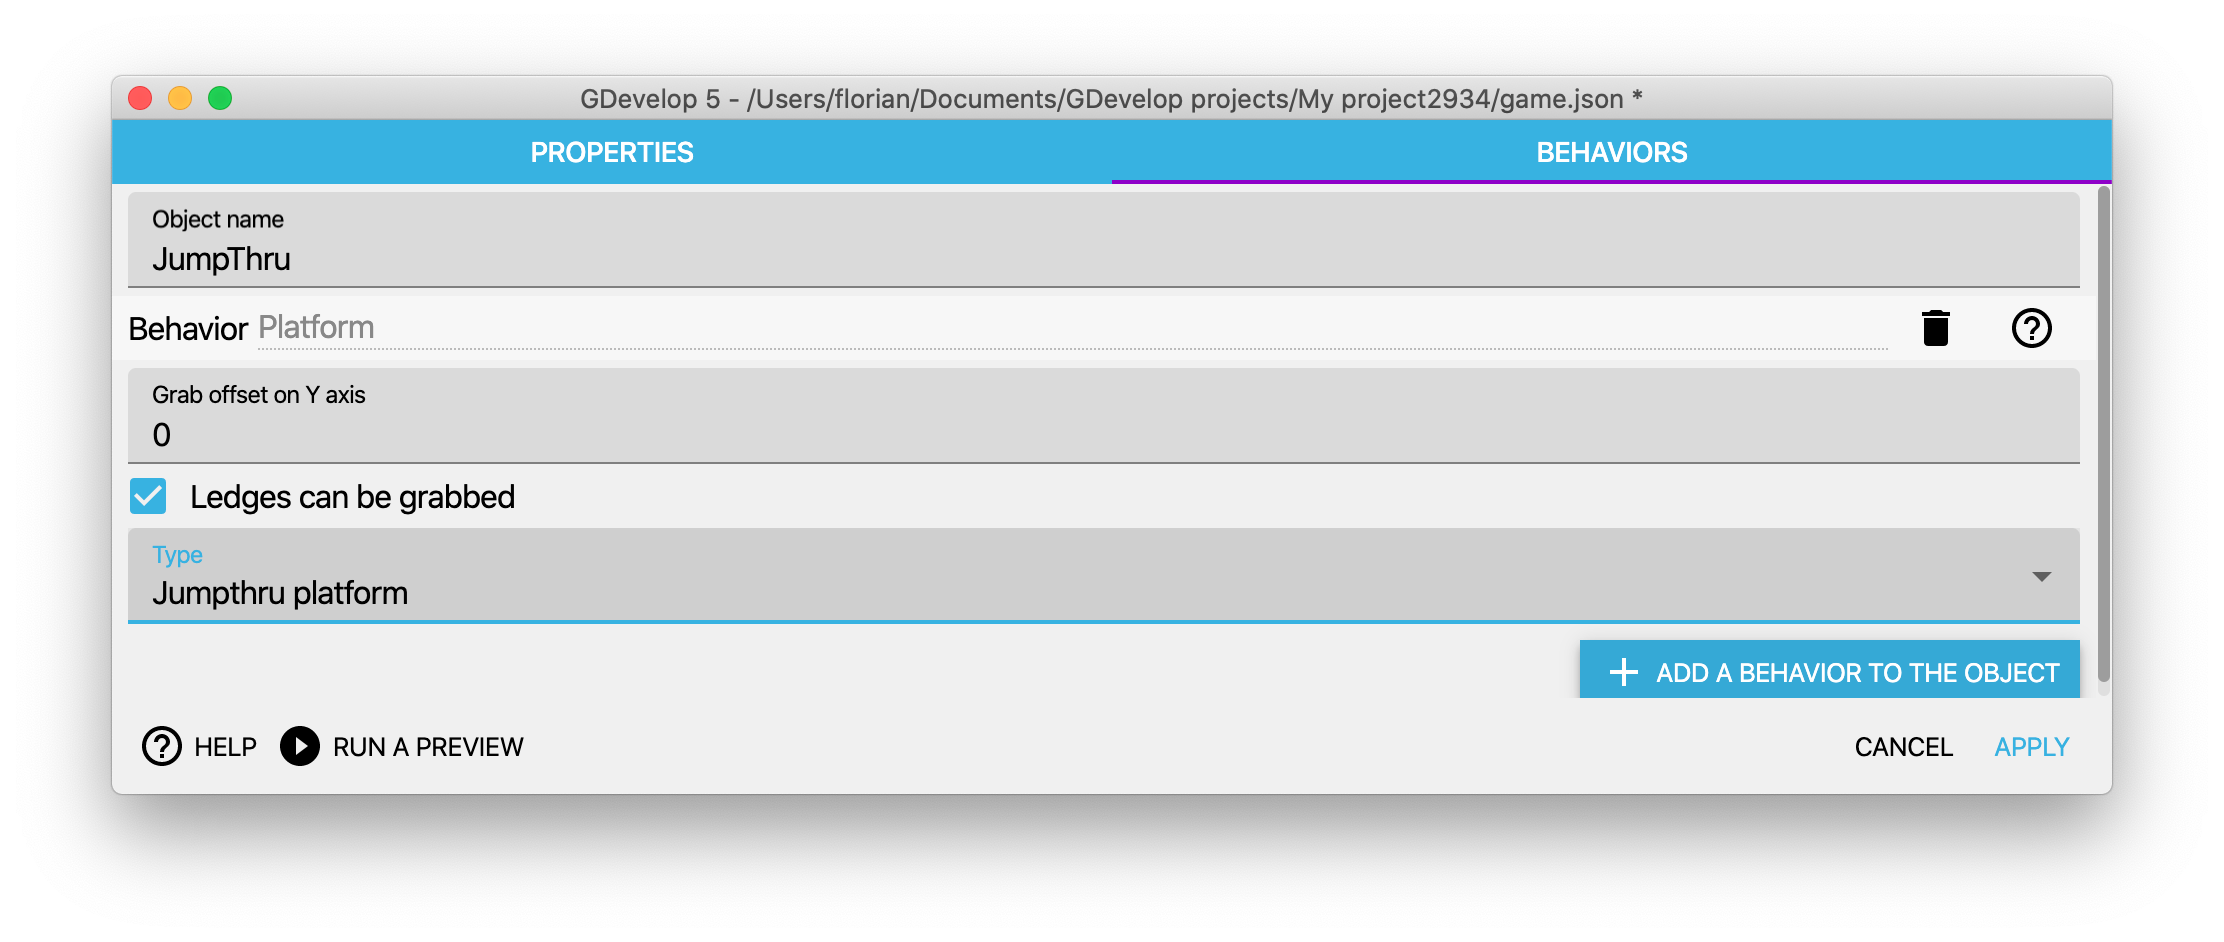 GDevelop 5 - /Users/florian/Documents/GDevelop projects/My project2934/game.json *
PROPERTIES BEHAVIORS
Object name
JumpThru
Behavior Platform
Grab offset on Y axis
0
Ledges can be grabbed
Type
Jumpthru platform
ADD A BEHAVIOR TO THE OBJECT
HELP RUN A PREVIEW CANCEL APPLY